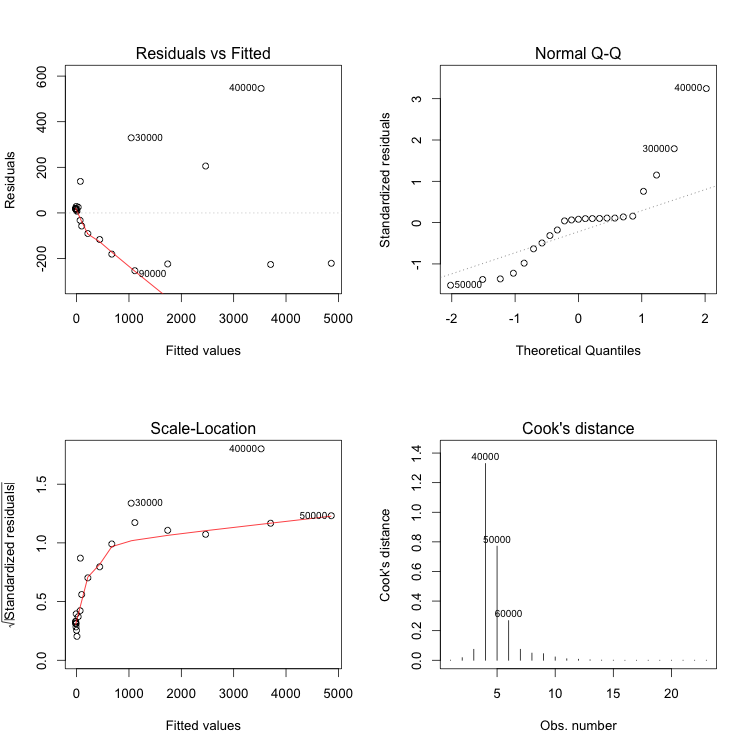 Residuals vs Fitted
Residuals
600
400
200
0
-200
40000
30000
90000
0 1000 2000 3000 4000 5000
Fitted values
Normal Q-Q
Standardized residuals
3
2
1
0
-1
40000
30000
50000
-2 -1 0 1 2
Theoretical Quantiles
Scale-Location
√|Standardized residuals|
1.5
1.0
0.5
0.0
40000
30000
50000
0 1000 2000 3000 4000 5000
Fitted values
Cook's distance
Cook's distance
1.4
1.2
1.0
0.8
0.6
0.4
0.2
0.0
40000
50000
60000
5 10 15 20
Obs. number